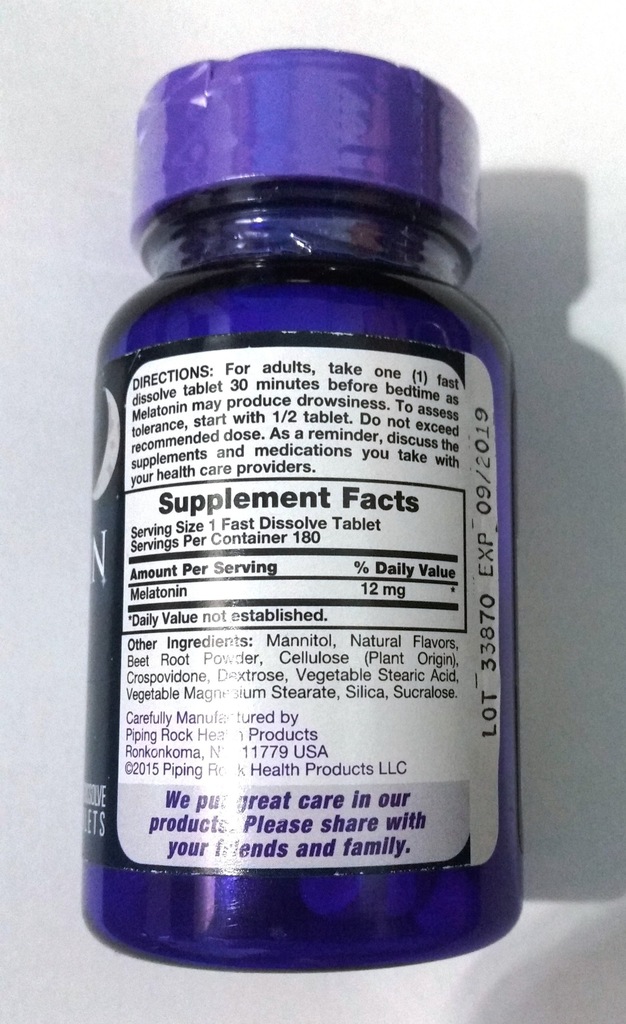 DIRECTIONS: For adults, take one (1) fast
dissolve tablet 30 minutes before bedtime as
Melatonin may produce drowsiness. To assess
tolerance, start with 1/2 tablet. Do not exceed
recommended dose. As a reminder, discuss the
supplements and medications you take with
your health care providers.
Supplement Facts
Serving Size 1 Fast Dissolve Tablet
Servings Per Container 180
Amount Per Serving % Daily Value
Melatonin 12 mg *
*Daily Value not established.
Other Ingredients: Mannitol, Natural Flavors,
Beet Root Powder, Cellulose (Plant Origin),
Crospovidone, Dextrose, Vegetable Stearic Acid,
Vegetable Magnesium Stearate, Silica, Sucralose.
Carefully Manufactured by
Piping Rock Health Products
Ronkonkoma, NY 11779 USA
©2015 Piping Rock Health Products LLC
We put great care in our
products. Please share with
your friends and family.
LOT 33870 EXP 09/2019
N